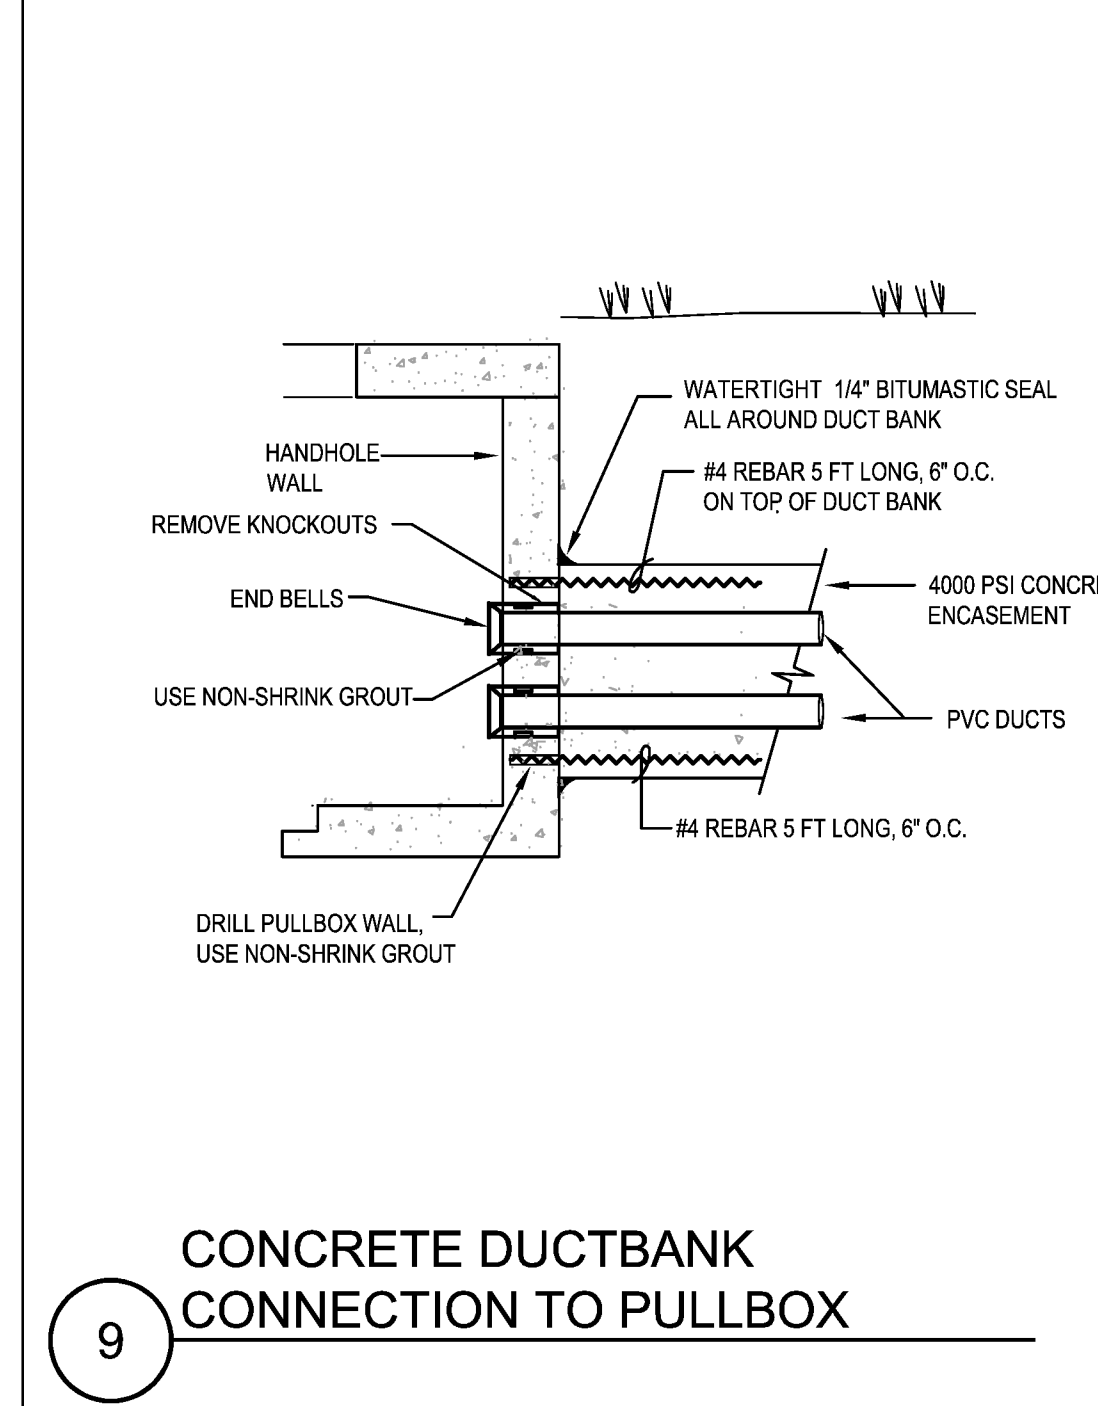 WATERTIGHT 1/4" BITUMASTIC SEAL
ALL AROUND DUCT BANK
HANDHOLE
WALL
#4 REBAR 5 FT LONG, 6" O.C.
ON TOP OF DUCT BANK
REMOVE KNOCKOUTS
END BELLS
4000 PSI CONCRE
ENCASEMENT
USE NON-SHRINK GROUT
PVC DUCTS
#4 REBAR 5 FT LONG, 6" O.C.
DRILL PULLBOX WALL,
USE NON-SHRINK GROUT
CONCRETE DUCTBANK
CONNECTION TO PULLBOX
9